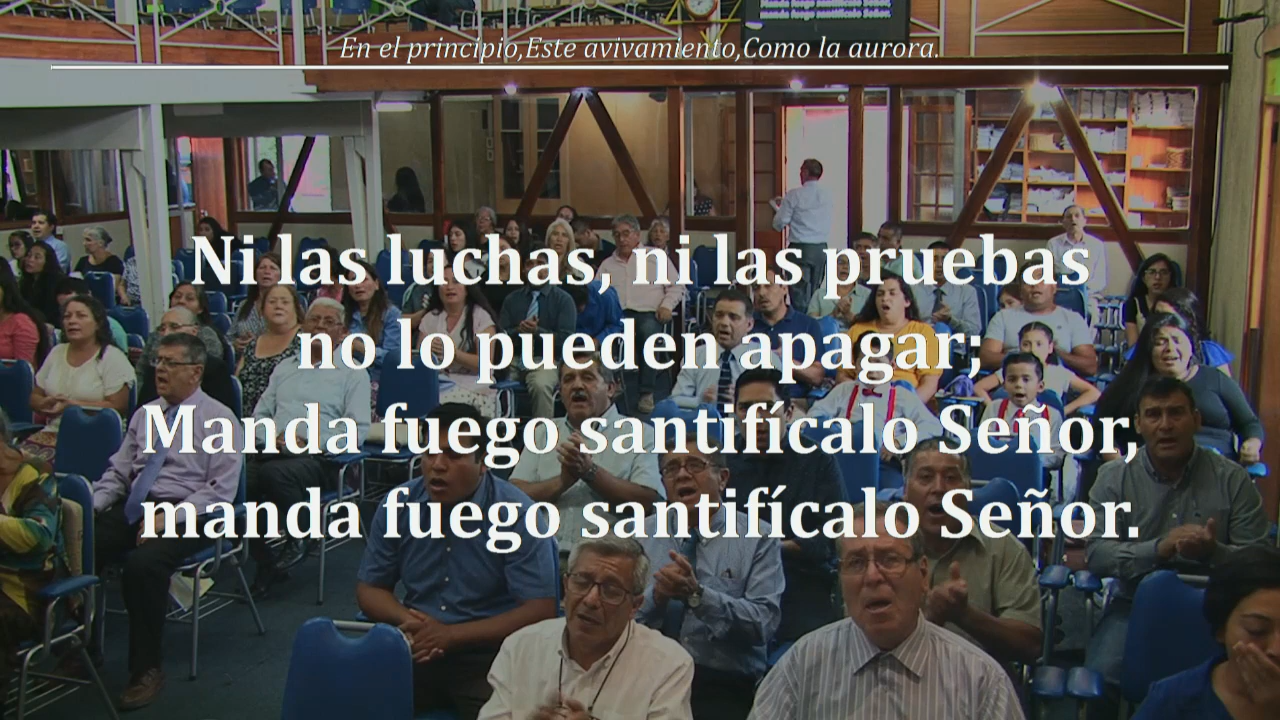 En el principio,Este avivamiento,Como la aurora.
Ni las luchas, ni las pruebas
no lo pueden apagar;
Manda fuego santifícalo Señor,
manda fuego santifícalo Señor.